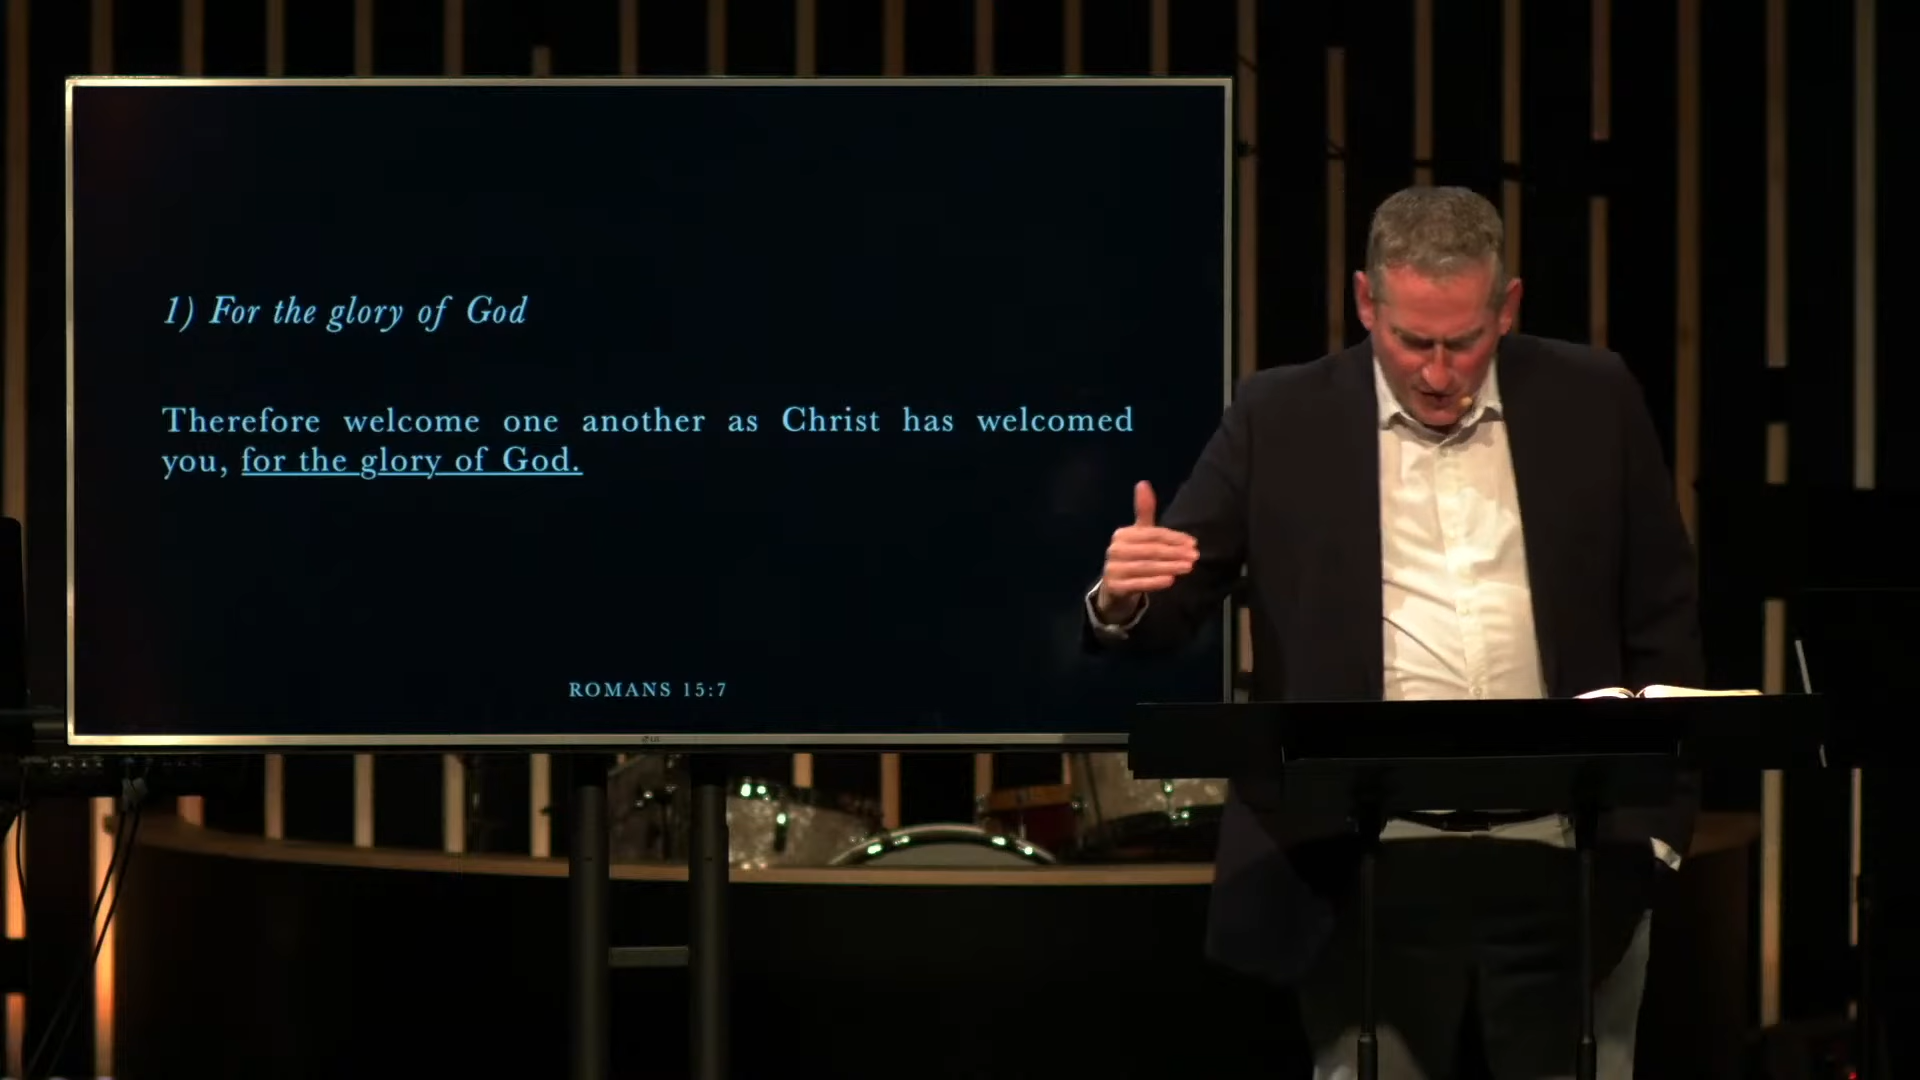 1) For the glory of God
Therefore welcome one another as Christ has welcomed
you, for the glory of God.
ROMANS 15:7
LG